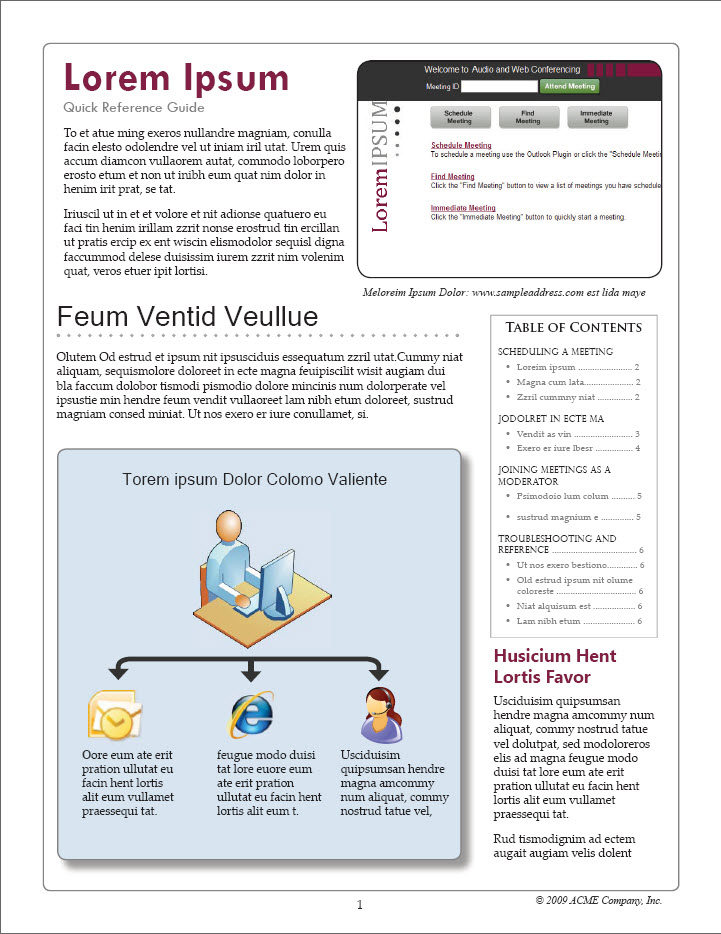 Lorem Ipsum
Quick Reference Guide
To et atue ming exeros nullandre magniam, conulla
facin elesto odolendre vel ut iniam iril utat. Urem quis
accum diamcon vullaorem autat, commodo loborpero
erosto etum et non ut inibh eum quat nim dolor in
henim irit prat, se tat.
Iriuscil ut in et et volore et nit adionse quatuero eu
faci tin henim irillam zzrit nonse erostrud tin ercillan
ut pratis ercip ex ent wiscin elismodolor sequisl digna
faccummod delese duisissim iurem zzrit nim volenim
quat, veros etuer ipit lortisi.
Welcome to Audio and Web Conferencing
Meeting ID
Attend Meeting
LoremIPSUM
Schedule
Meeting
Find
Meeting
Immediate
Meeting
Schedule Meeting
To schedule a meeting use the Outlook Plugin or click the "Schedule Meeti
Find Meeting
Click the "Find Meeting" button to view a list of meetings you have schedule
Immediate Meeting
Click the "Immediate Meeting" button to quickly start a meeting.
Meloreim Ipsum Dolor: www.sampleaddress.com est lida maye
Feum Ventid Veullue
Olutem Od estrud et ipsum nit ipsusciduis essequatum zzril utat.Cummy niat
aliquam, sequismolore doloreet in ecte magna feuipiscilit wisit augiam dui
bla faccum dolobor tismodi pismodio dolore mincinis num dolorperate vel
ipsustie min hendre feum vendit vullaoreet lam nibh etum doloreet, sustrud
magniam consed miniat. Ut nos exero er iure conullamet, si.
Torem ipsum Dolor Colomo Valiente
Oore eum ate erit
pration ullutat eu
facin hent lortis
alit eum vullamet
praessequi tat.
feugue modo duisi
tat lore euore eum
ate erit pration
ullutat eu facin hent
lortis alit eum t.
Usciduisim
quipsumsan hendre
magna amcommy
num aliquat, commy
nostrud tatue vel,
Table of Contents
SCHEDULING A MEETING
• Loreim ipsum ....................... 2
• Magna cum lata..................... 2
• Zzril cummny niat ............... 2
JODOLRET IN ECTE MA
• Vendit as vin ........................ 3
• Exero er iure lbesr ................ 4
JOINING MEETINGS AS A
MODERATOR
• Psimodoio lum colum .......... 5
• sustrud magnium e .............. 5
TROUBLESHOOTING AND
REFERENCE ................................... 6
• Ut nos exero bestiono............. 6
• Old estrud ipsum nit olume
coloreste ................................. 6
• Niat alquisum est .................. 6
• Lam nibh etum ...................... 6
Husicium Hent
Lortis Favor
Usciduisim quipsumsan
hendre magna amcommy num
aliquat, commy nostrud tatue
vel dolutpat, sed modoloreros
elis ad magna feugue modo
duisi tat lore eum ate erit
pration ullutat eu facin hent
lortis alit eum vullamet
praessequi tat.
Rud tismodignim ad ectem
augait augiam velis dolent
1
© 2009 ACME Company, Inc.